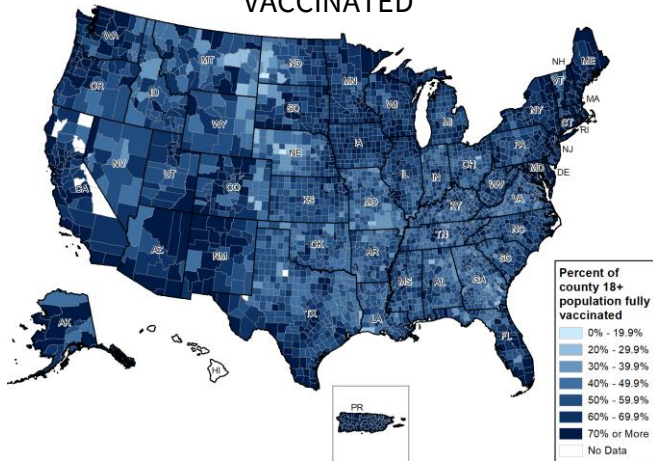 VACCINATED
WA
MT
ND
MN
OR
ID
WY
SD
WI
MI
NH
VT
ME
MA
NY
CT
RI
NJ
DE
MD
PA
NE
IA
IL
IN
OH
WV
VA
NV
UT
CO
KS
MO
KY
CA
AZ
NM
OK
AR
TN
NC
SC
TX
LA
MS
AL
GA
FL
AK
HI
PR
Percent of
county 18+
population fully
vaccinated
0% - 19.9%
20% - 29.9%
30% - 39.9%
40% - 49.9%
50% - 59.9%
60% - 69.9%
70% or More
No Data